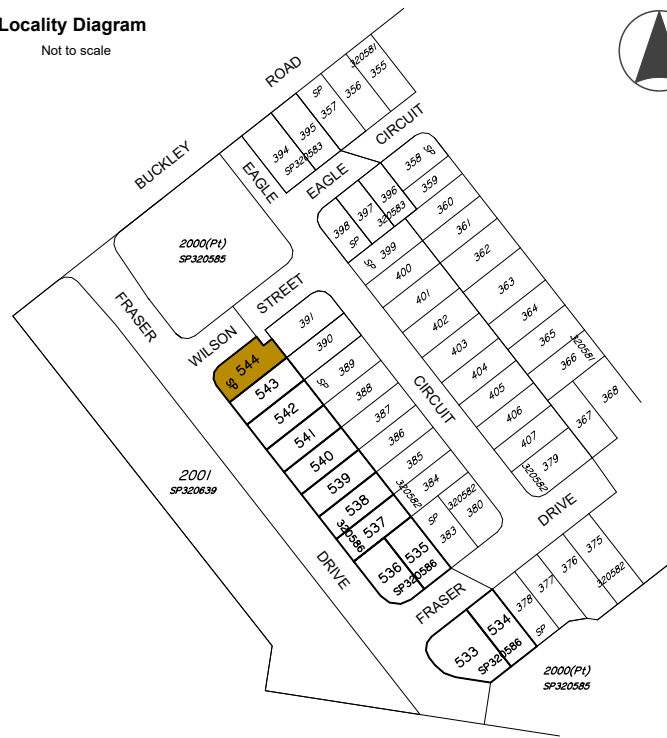 Locality Diagram
Not to scale
BUCKLEY
ROAD
EAGLE
EAGLE
CIRCUIT
394
395
SP320583
SP
357
356
355
320581
358
SP
359
360
361
362
363
364
365
366
320581
367
368
398
397
396
SP
320583
SP
399
400
401
402
403
404
405
406
407
379
320582
2000(Pt)
SP320585
FRASER
WILSON
STREET
391
390
389
SP
388
387
386
385
384
320582
CIRCUIT
SP
544
543
542
541
540
539
538
537
320586
536
535
SP320586
SP
383
320582
380
2001
SP320639
DRIVE
DRIVE
FRASER
533
534
SP320586
378
377
376
375
SP
320582
2000(Pt)
SP320585